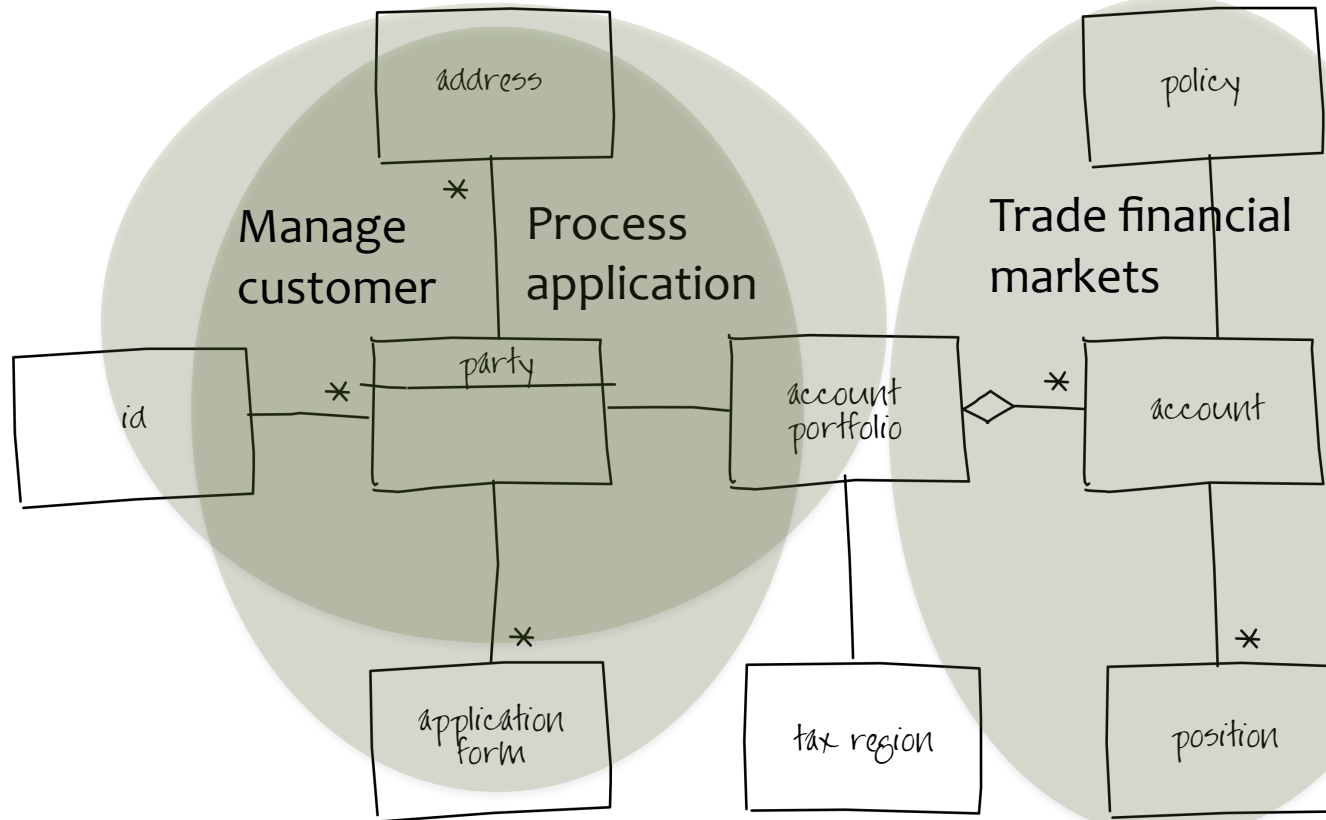 address
policy
*
Manage
customer
Process
application
Trade financial
markets
party
id
*
account
portfolio
*
account
*
application
form
tax region
*
position